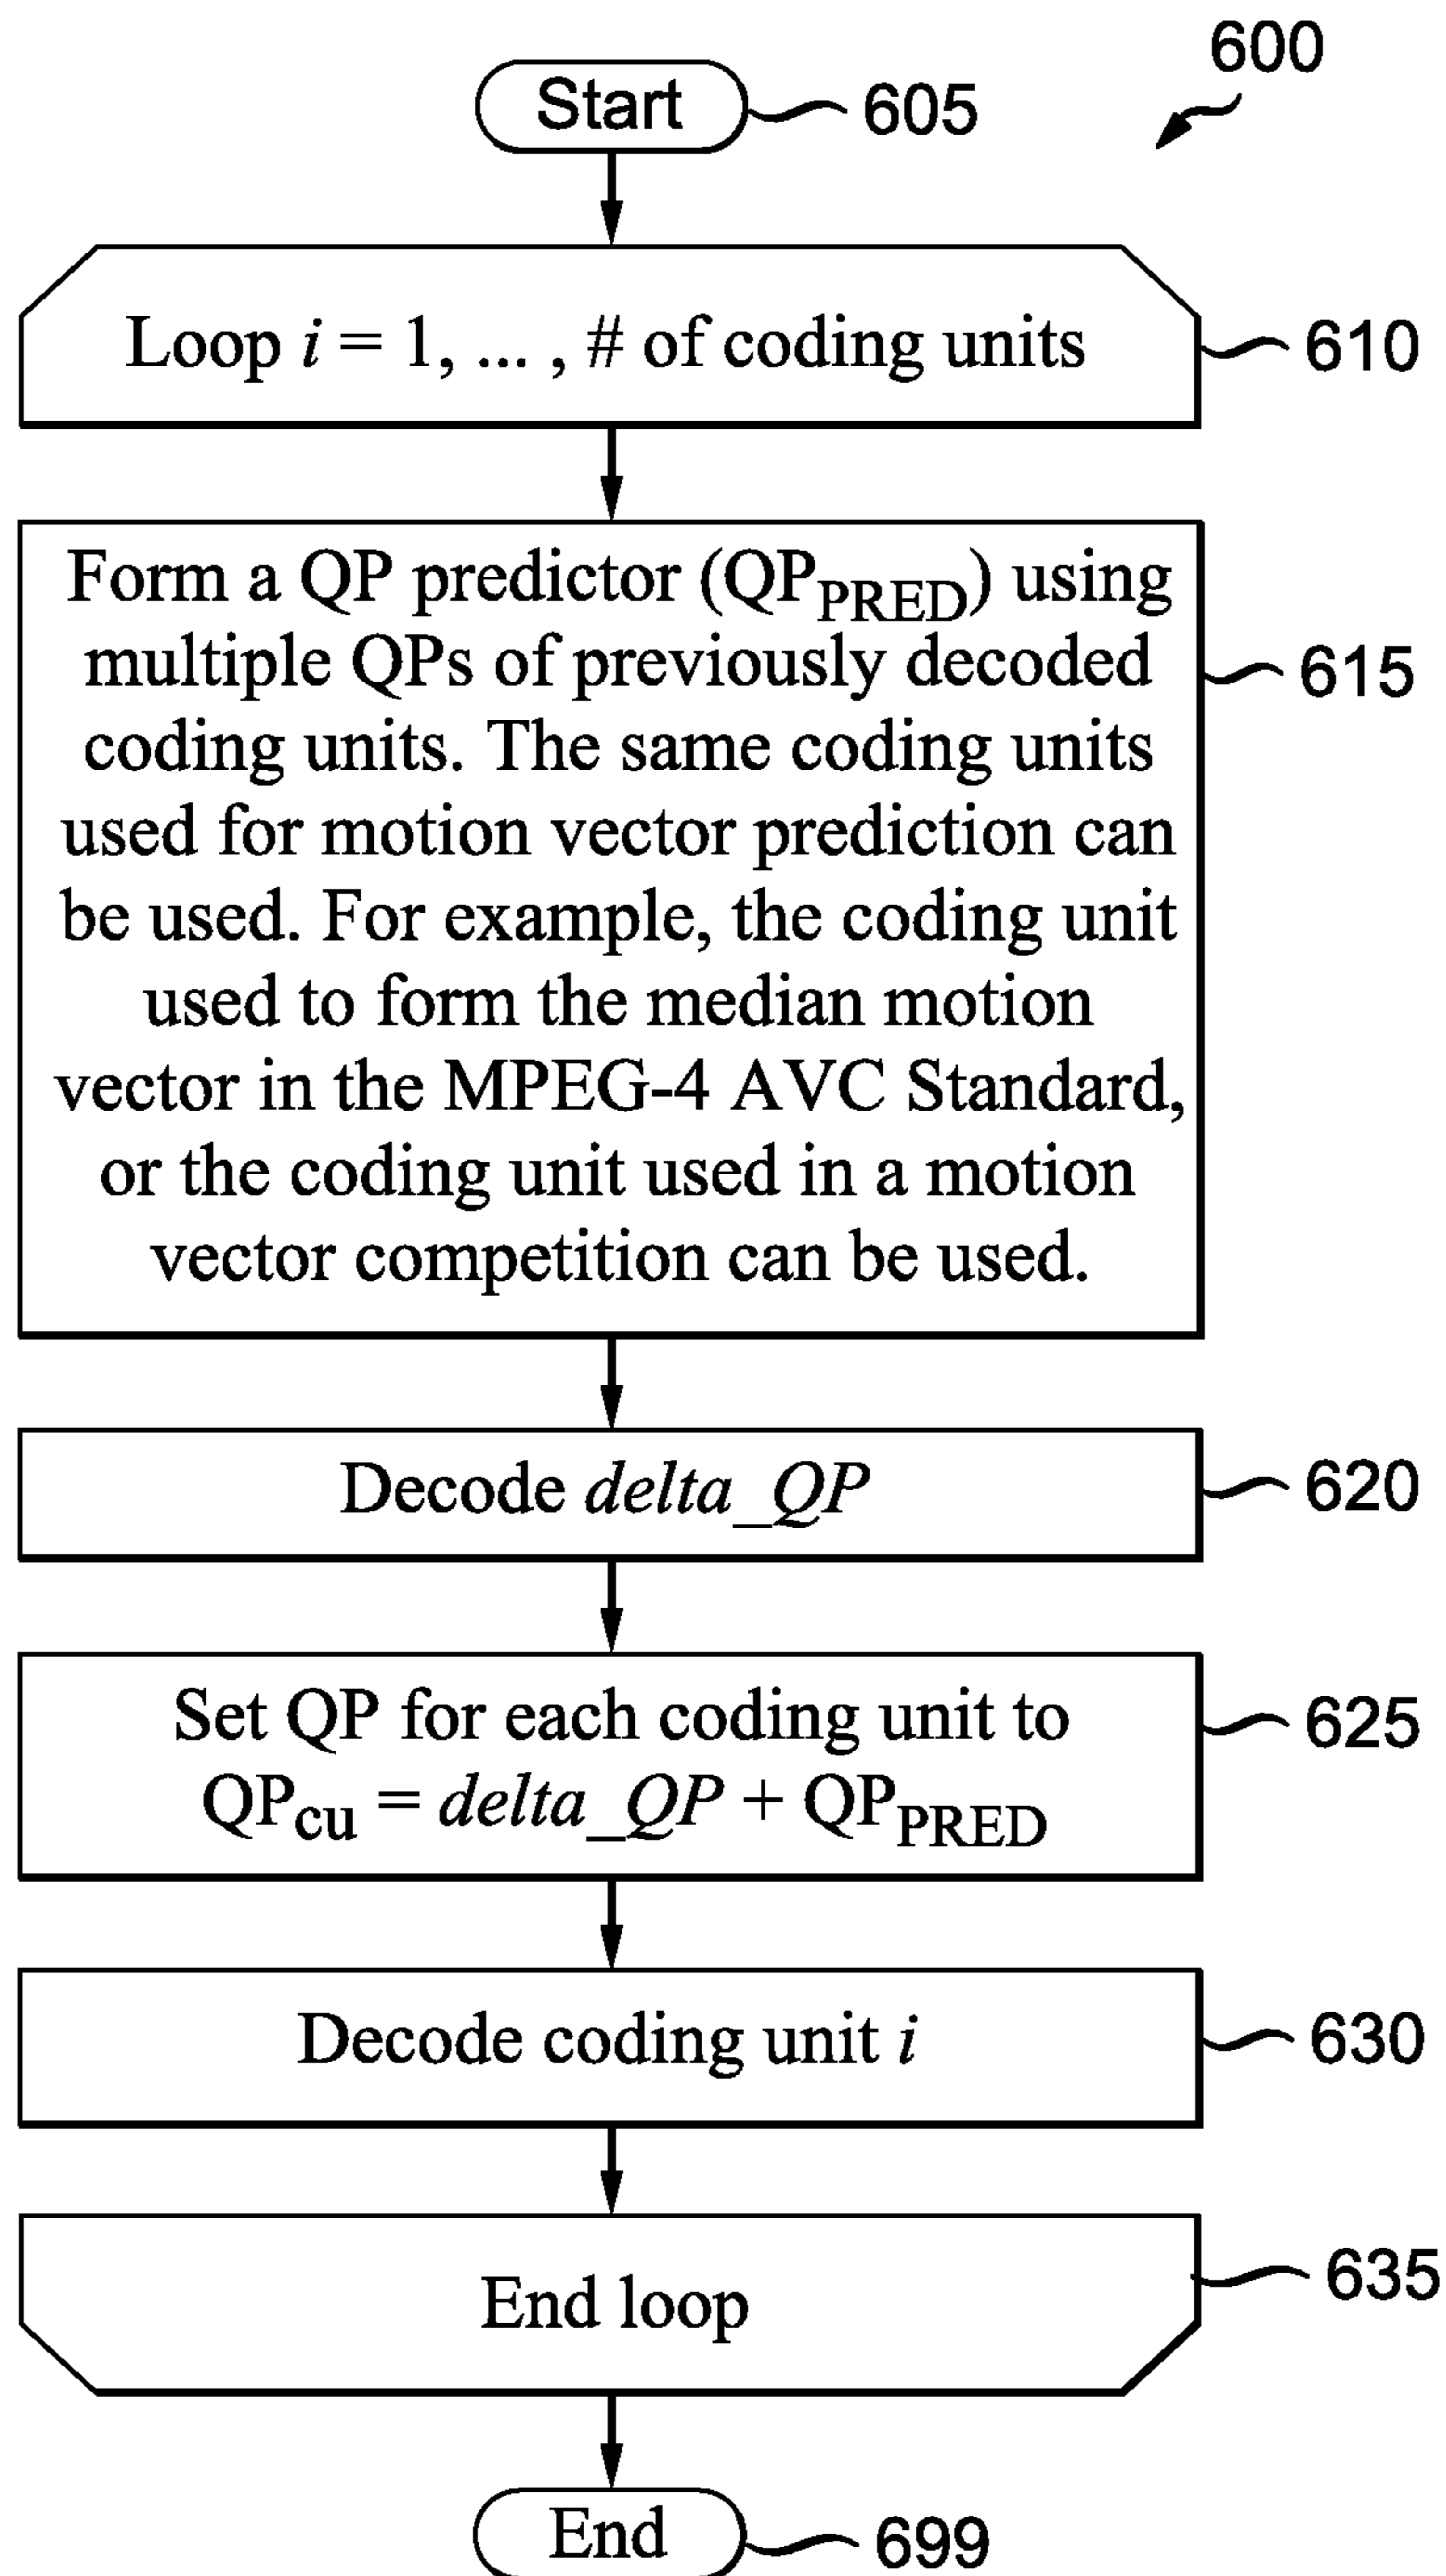 600
Start
605
Loop i = 1, ... , # of coding units
610
Form a QP predictor (QPPRED) using
multiple QPs of previously decoded
615
coding units. The same coding units
used for motion vector prediction can
be used. For example, the coding unit
used to form the median motion
vector in the MPEG-4 AVC Standard,
or the coding unit used in a motion
vector competition can be used.
Decode delta_QP
620
Set QP for each coding unit to
625
QPcu = delta_QP + QPPRED
Decode coding unit i
630
End loop
635
End
699